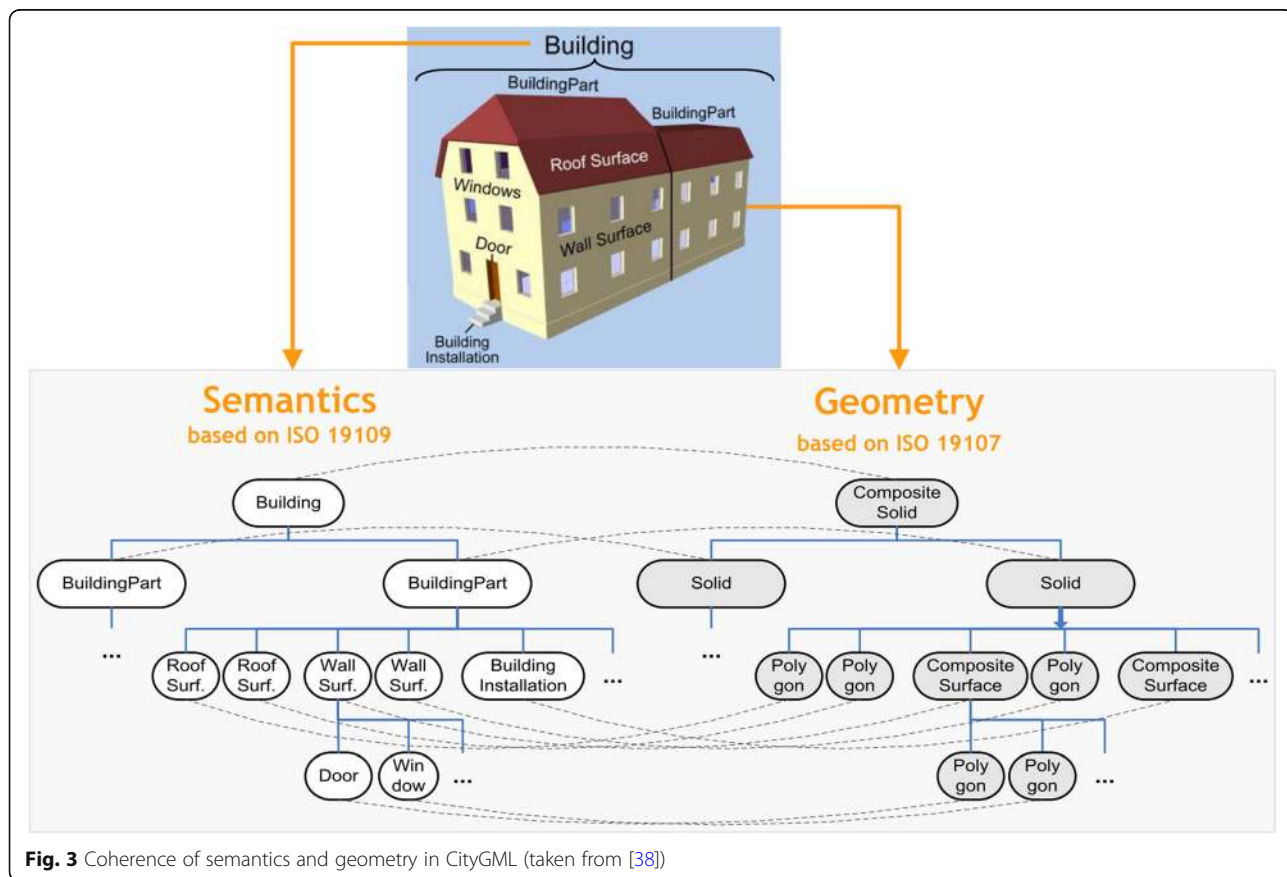 Building
BuildingPart
BuildingPart
Roof Surface
Windows
Wall Surface
Door
Building
Installation
Semantics
based on ISO 19109
Geometry
based on ISO 19107
Building
Composite
Solid
BuildingPart
BuildingPart
Solid
Solid
...
...
Roof
Surf.
Roof
Surf.
Wall
Surf.
Wall
Surf.
Building
Installation
...
Poly
gon
Poly
gon
Composite
Surface
Poly
gon
Composite
Surface
...
Door
Win
dow
...
Poly
gon
Poly
gon
...
Fig. 3 Coherence of semantics and geometry in CityGML (taken from [38])